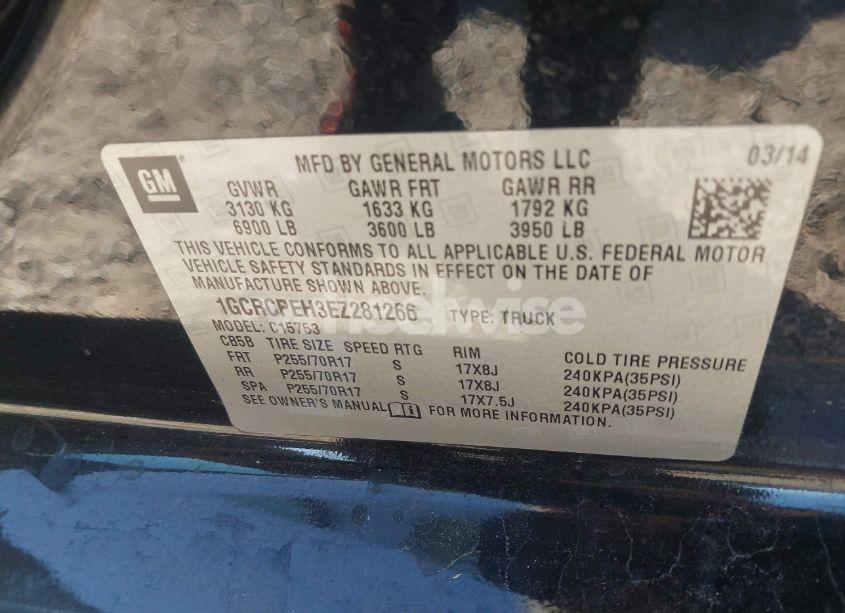 GM
MFD BY GENERAL MOTORS LLC 03/14
GVWR GAWR FRT GAWR RR
3130 KG 1633 KG 1792 KG
6900 LB 3600 LB 3950 LB
THIS VEHICLE CONFORMS TO ALL APPLICABLE U.S. FEDERAL MOTOR
VEHICLE SAFETY STANDARDS IN EFFECT ON THE DATE OF
MANUFACTURE SHOWN ABOVE.
1GCRCPEH3EZ281266 TYPE: TRUCK
MODEL: C15753
CB5B TIRE SIZE SPEED RTG RIM COLD TIRE PRESSURE
FRT P255/70R17 S 17X8J 240KPA(35PSI)
RR P255/70R17 S 17X8J 240KPA(35PSI)
SPA P255/70R17 S 17X7.5J 240KPA(35PSI)
SEE OWNER'S MANUAL FOR MORE INFORMATION.